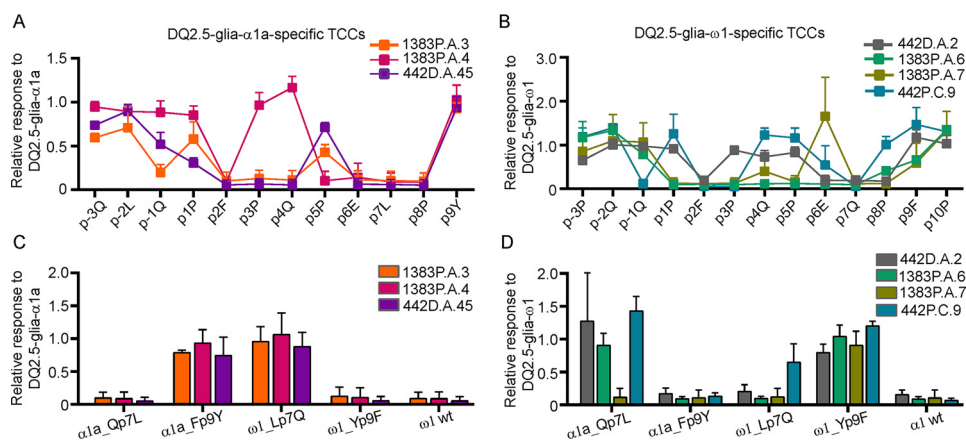 A
DQ2.5-glia-α1a-specific TCCs
1383P.A.3
1383P.A.4
442D.A.45
Relative response to
DQ2.5-glia-α1a
1.5
1.0
0.5
0
p-3Q
p-2L
p-1Q
p1P
p2F
p3P
p4Q
p5P
p6E
p7L
p8P
p9Y
B
DQ2.5-glia-ω1-specific TCCs
442D.A.2
1383P.A.6
1383P.A.7
442P.C.9
Relative response to
DQ2.5-glia-ω1
3.0
2.0
1.0
0
p-3P
p-2Q
p-1Q
p1P
p2F
p3P
p4Q
p5P
p6E
p7Q
p8P
p9F
p10P
C
1383P.A.3
1383P.A.4
442D.A.45
Relative response to
DQ2.5-glia-α1a
2.0
1.5
1.0
0.5
0
α1a_Qp7L
α1a_Fp9Y
ω1_Lp7Q
ω1_Yp9F
ω1 wt
D
442D.A.2
1383P.A.6
1383P.A.7
442P.C.9
Relative response to
DQ2.5-glia-ω1
2.0
1.5
1.0
0.5
0
α1a_Qp7L
α1a_Fp9Y
ω1_Lp7Q
ω1_Yp9F
α1 wt